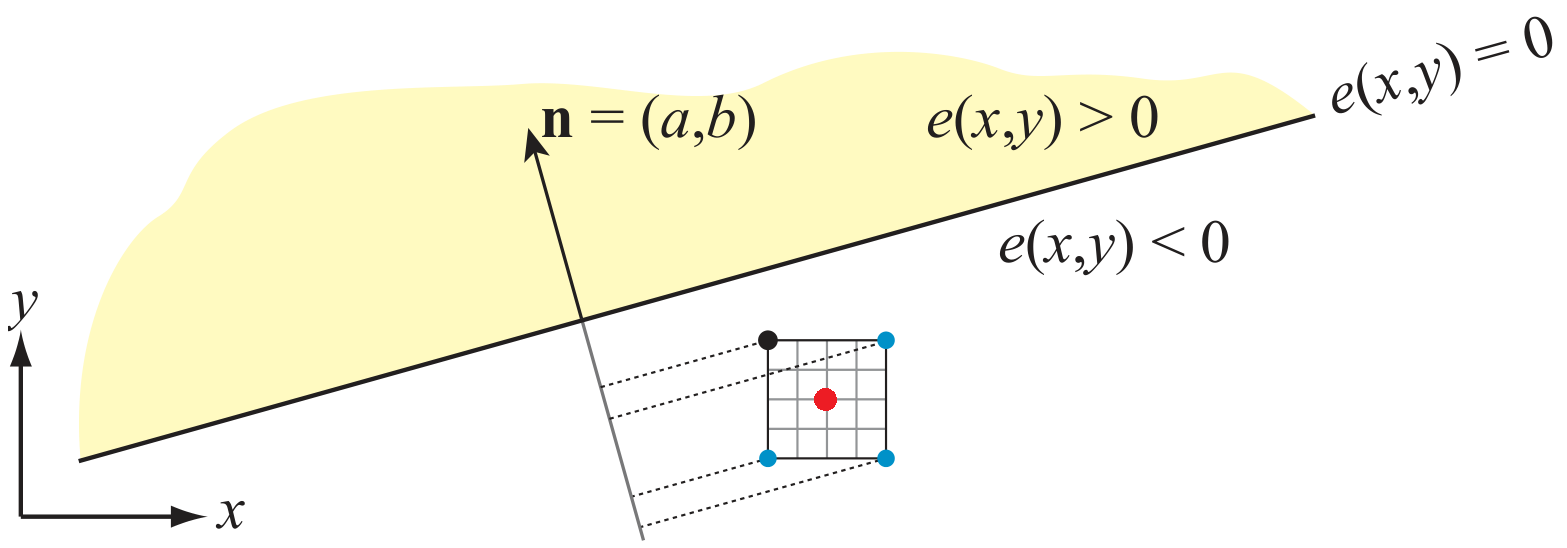 e(x,y) = 0
n = (a,b)
e(x,y) > 0
e(x,y) < 0
y
x